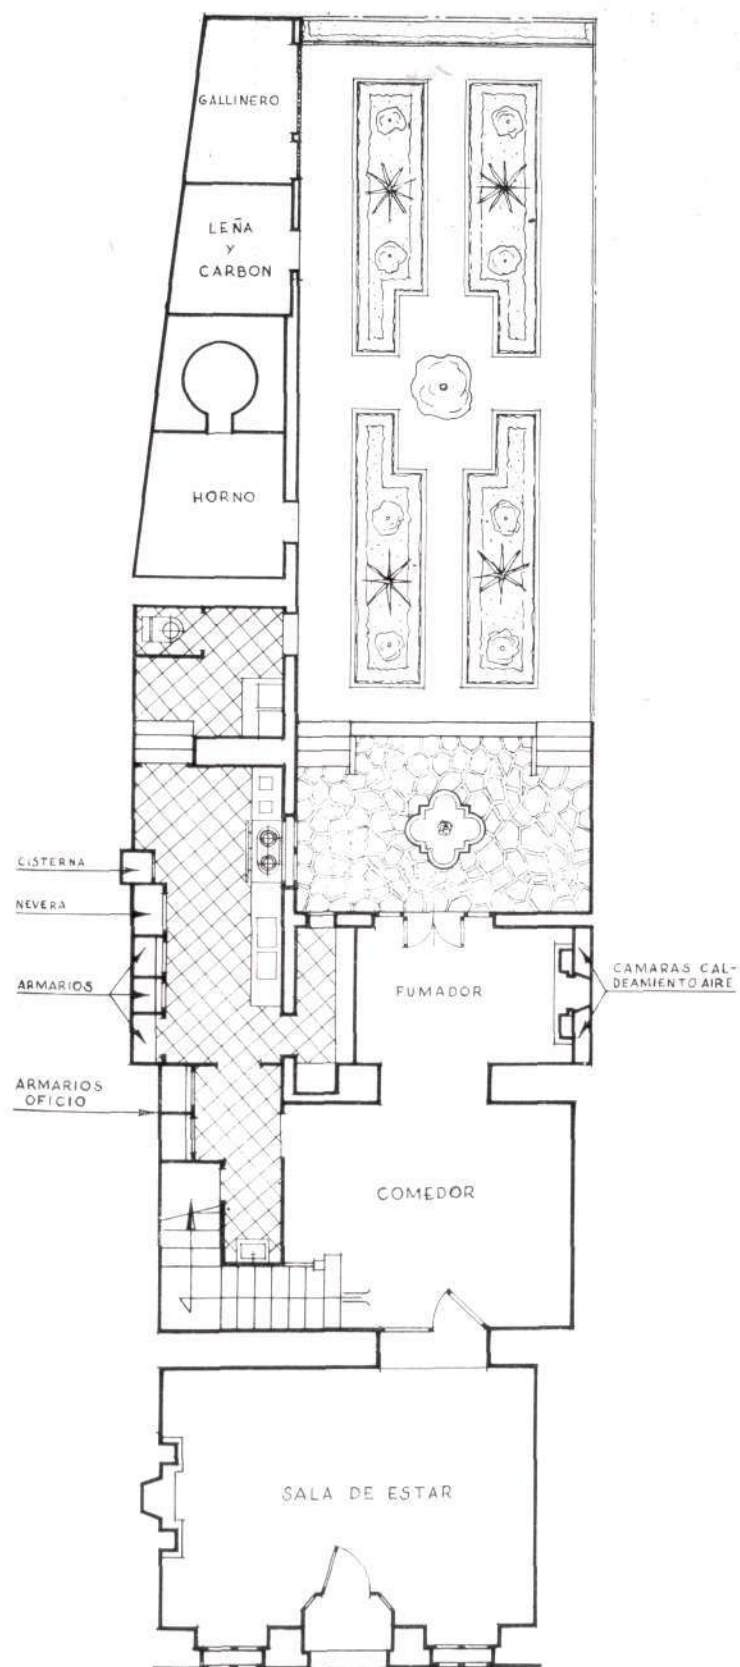 GALLINERO
LEÑA
Y
CARBON
HORNO
CISTERNA
NEVERA
ARMARIOS
FUMADOR
CAMARAS CAL-
DEAMIENTO AIRE
ARMARIOS
OFICIO
COMEDOR
SALA DE ESTAR